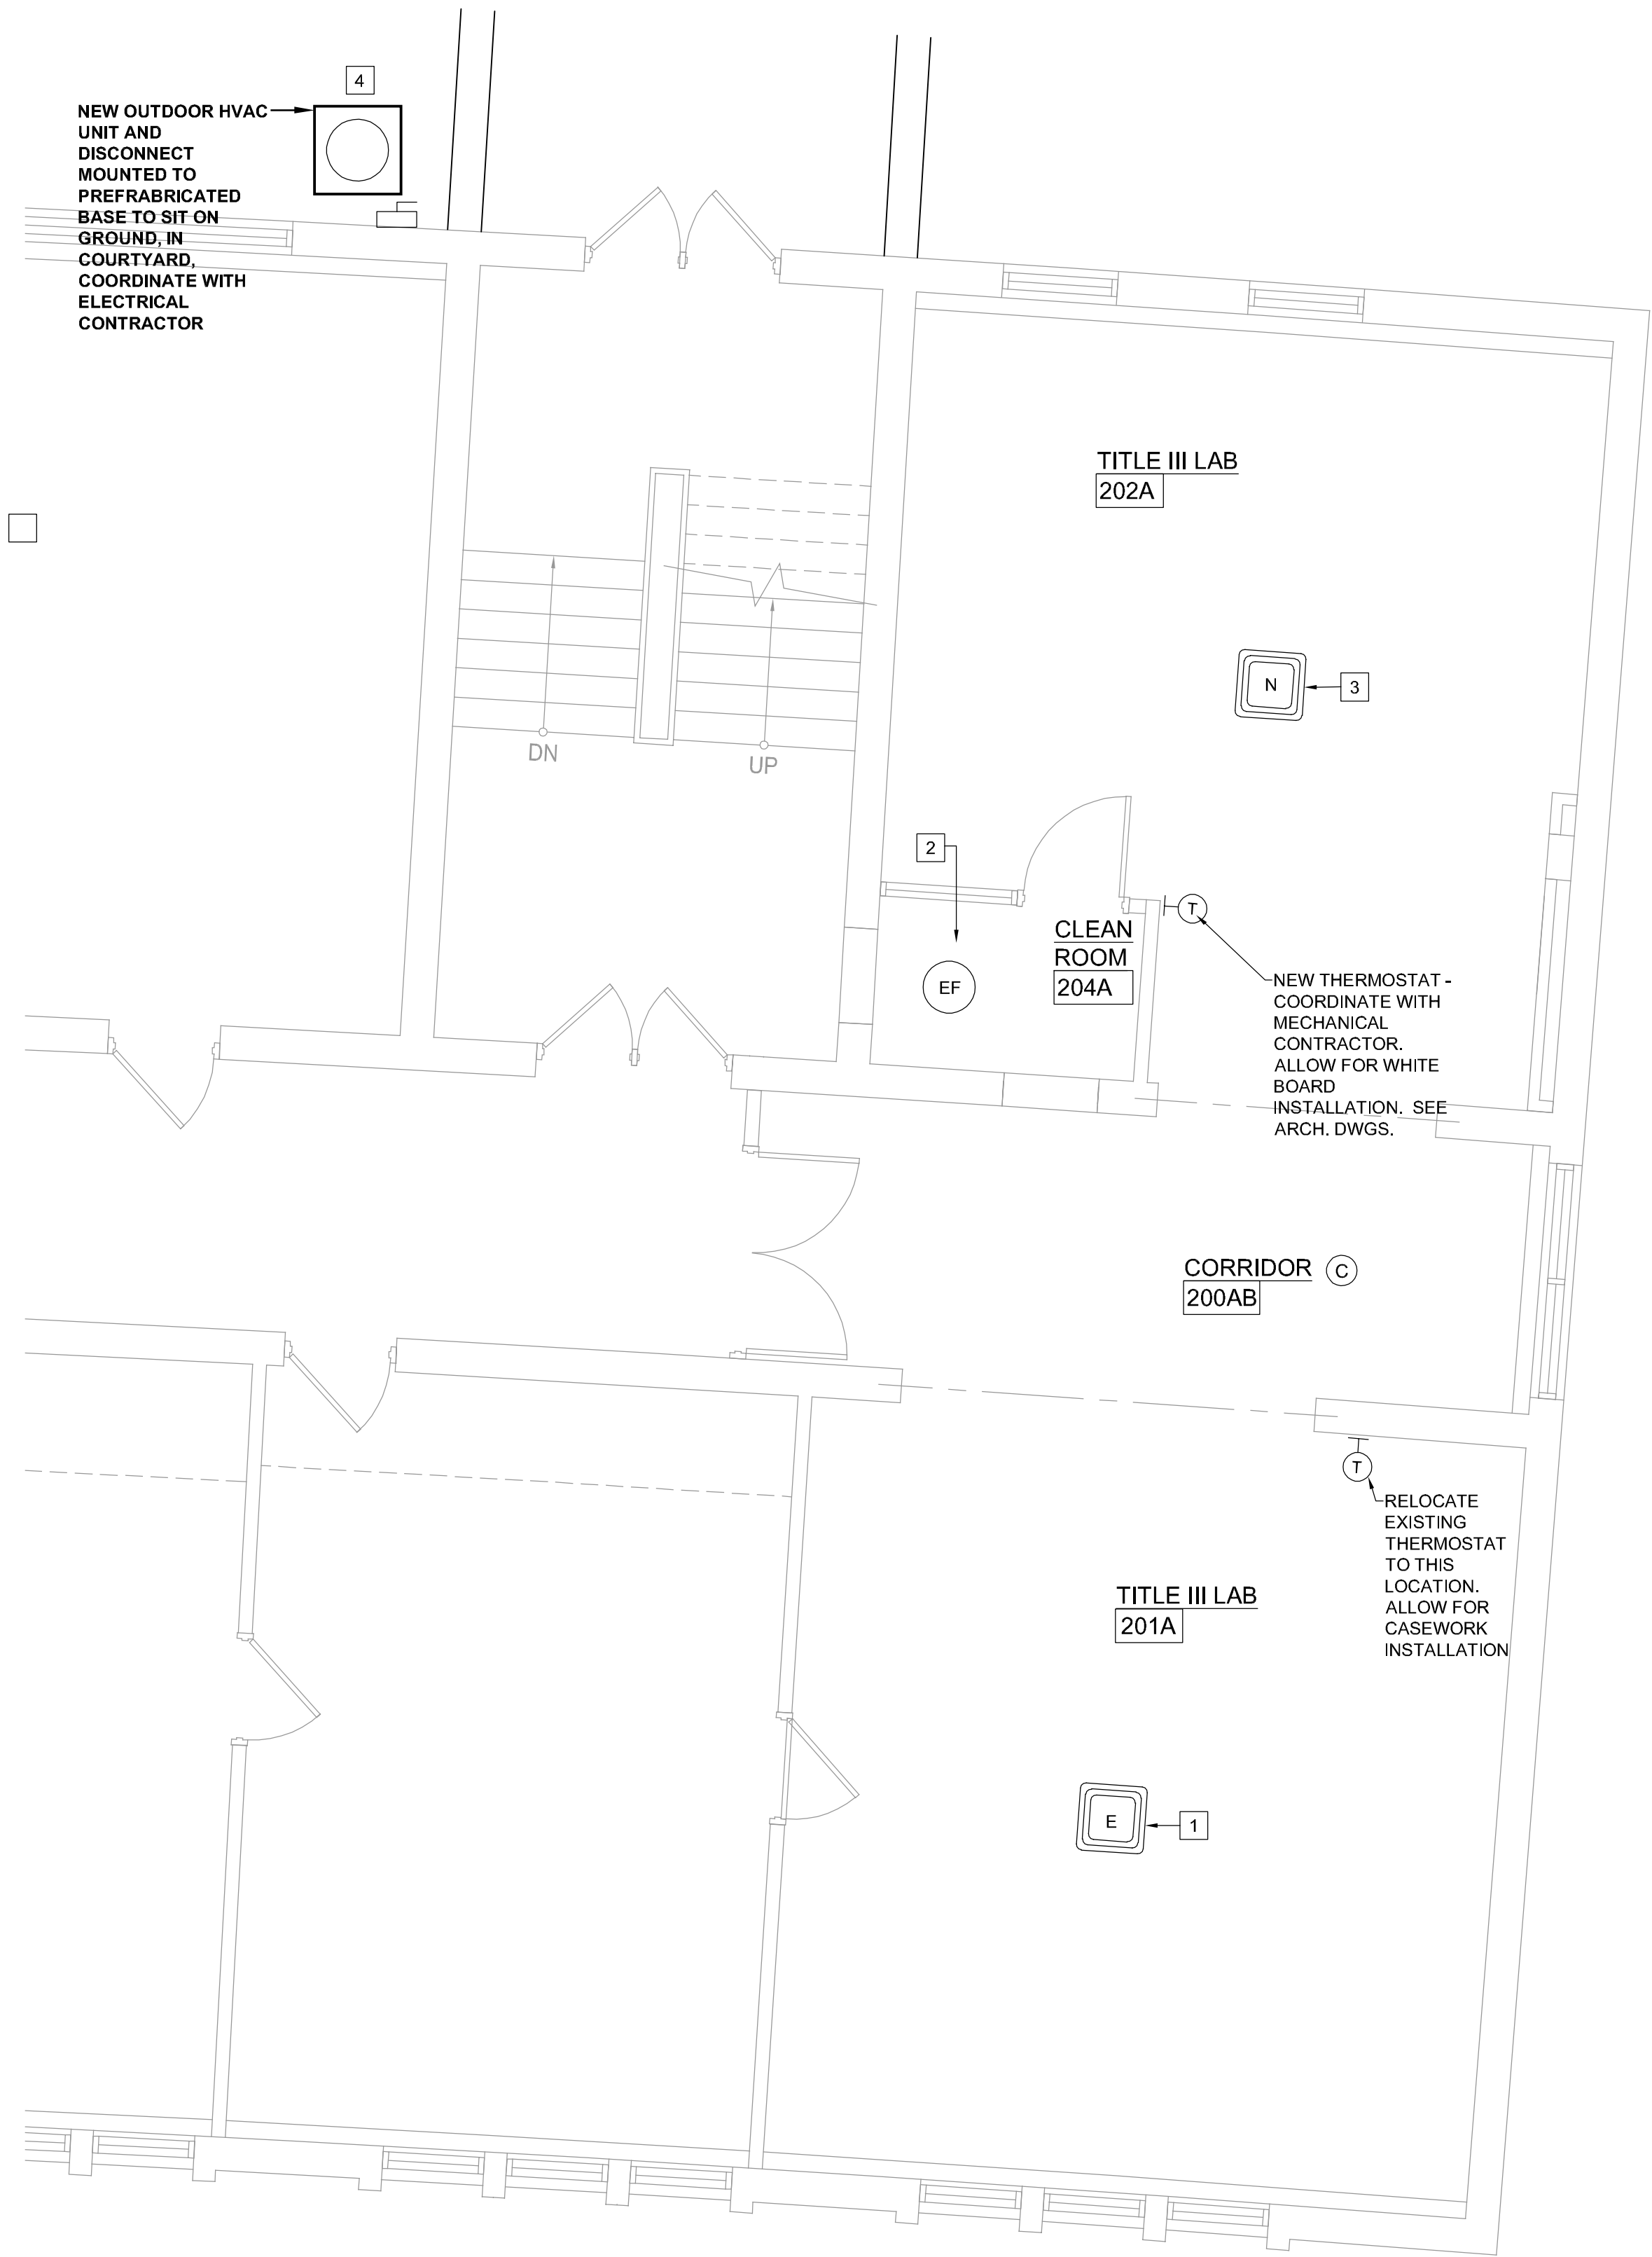 4
NEW OUTDOOR HVAC
UNIT AND
DISCONNECT
MOUNTED TO
PREFRABRICATED
BASE TO SIT ON
GROUND, IN
COURTYARD,
COORDINATE WITH
ELECTRICAL
CONTRACTOR
TITLE III LAB
202A
N
3
DN
UP
2
EF
CLEAN
ROOM
204A
T
NEW THERMOSTAT -
COORDINATE WITH
MECHANICAL
CONTRACTOR.
ALLOW FOR WHITE
BOARD
INSTALLATION. SEE
ARCH. DWGS.
CORRIDOR
200AB
C
T
RELOCATE
EXISTING
THERMOSTAT
TO THIS
LOCATION.
ALLOW FOR
CASEWORK
INSTALLATION
TITLE III LAB
201A
E
1